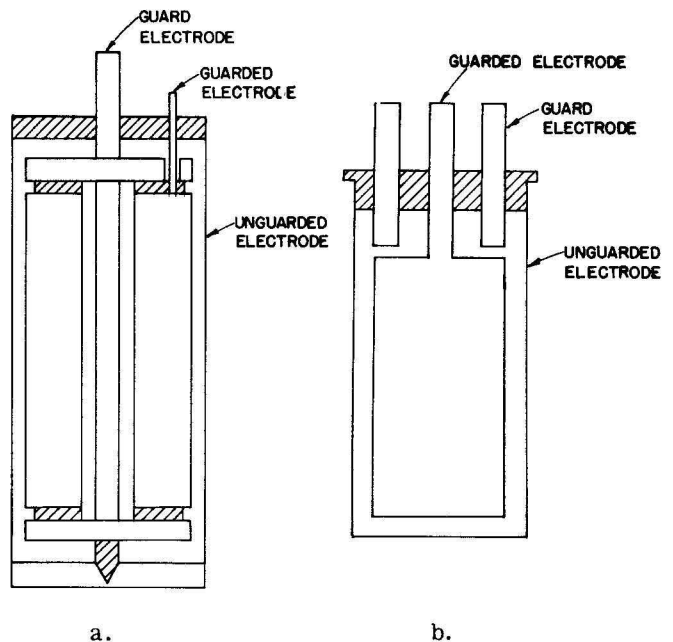 GUARD
ELECTRODE
GUARDED
ELECTRODE
UNGUARDED
ELECTRODE
GUARDED ELECTRODE
GUARD
ELECTRODE
UNGUARDED
ELECTRODE
a.
b.